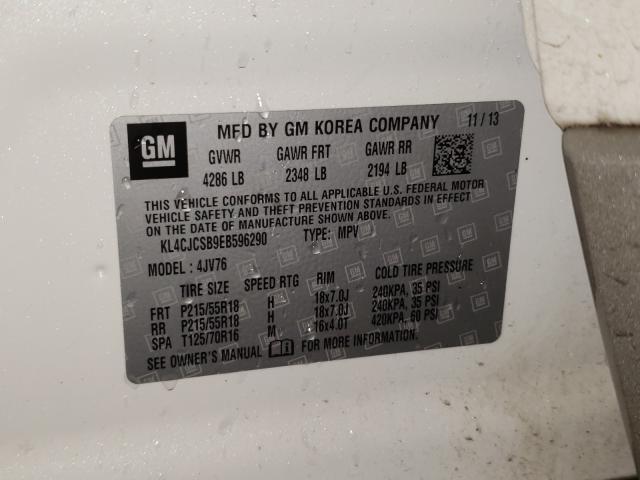 GM MFD BY GM KOREA COMPANY 11 / 13
GVWR GAWR FRT GAWR RR
4286 LB 2348 LB 2194 LB
THIS VEHICLE CONFORMS TO ALL APPLICABLE U.S. FEDERAL MOTOR
VEHICLE SAFETY AND THEFT PREVENTION STANDARDS IN EFFECT
ON THE DATE OF MANUFACTURE SHOWN ABOVE.
KL4CJCSB9EB596290 TYPE: MPV
MODEL : 4JV76
TIRE SIZE SPEED RTG RIM COLD TIRE PRESSURE
FRT P215/55R18 H 18x7.0J 240KPA, 35 PSI
RR P215/55R18 H 18x7.0J 240KPA, 35 PSI
SPA T125/70R16 M 16x4.0T 420KPA, 60 PSI
SEE OWNER'S MANUAL FOR MORE INFORMATION.